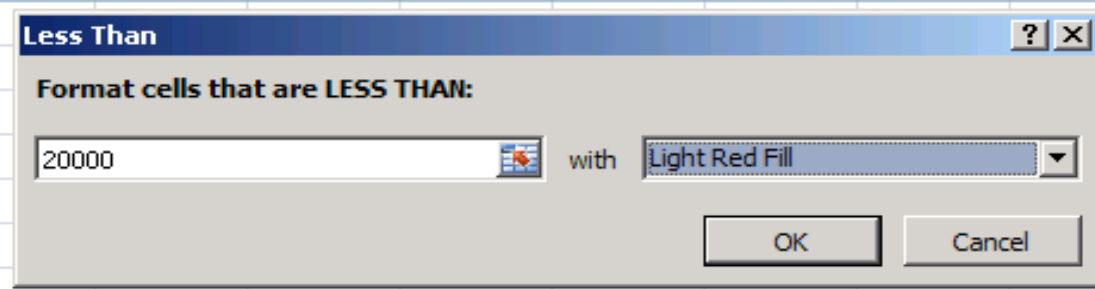 Less Than
Format cells that are LESS THAN:
20000 with Light Red Fill
OK Cancel